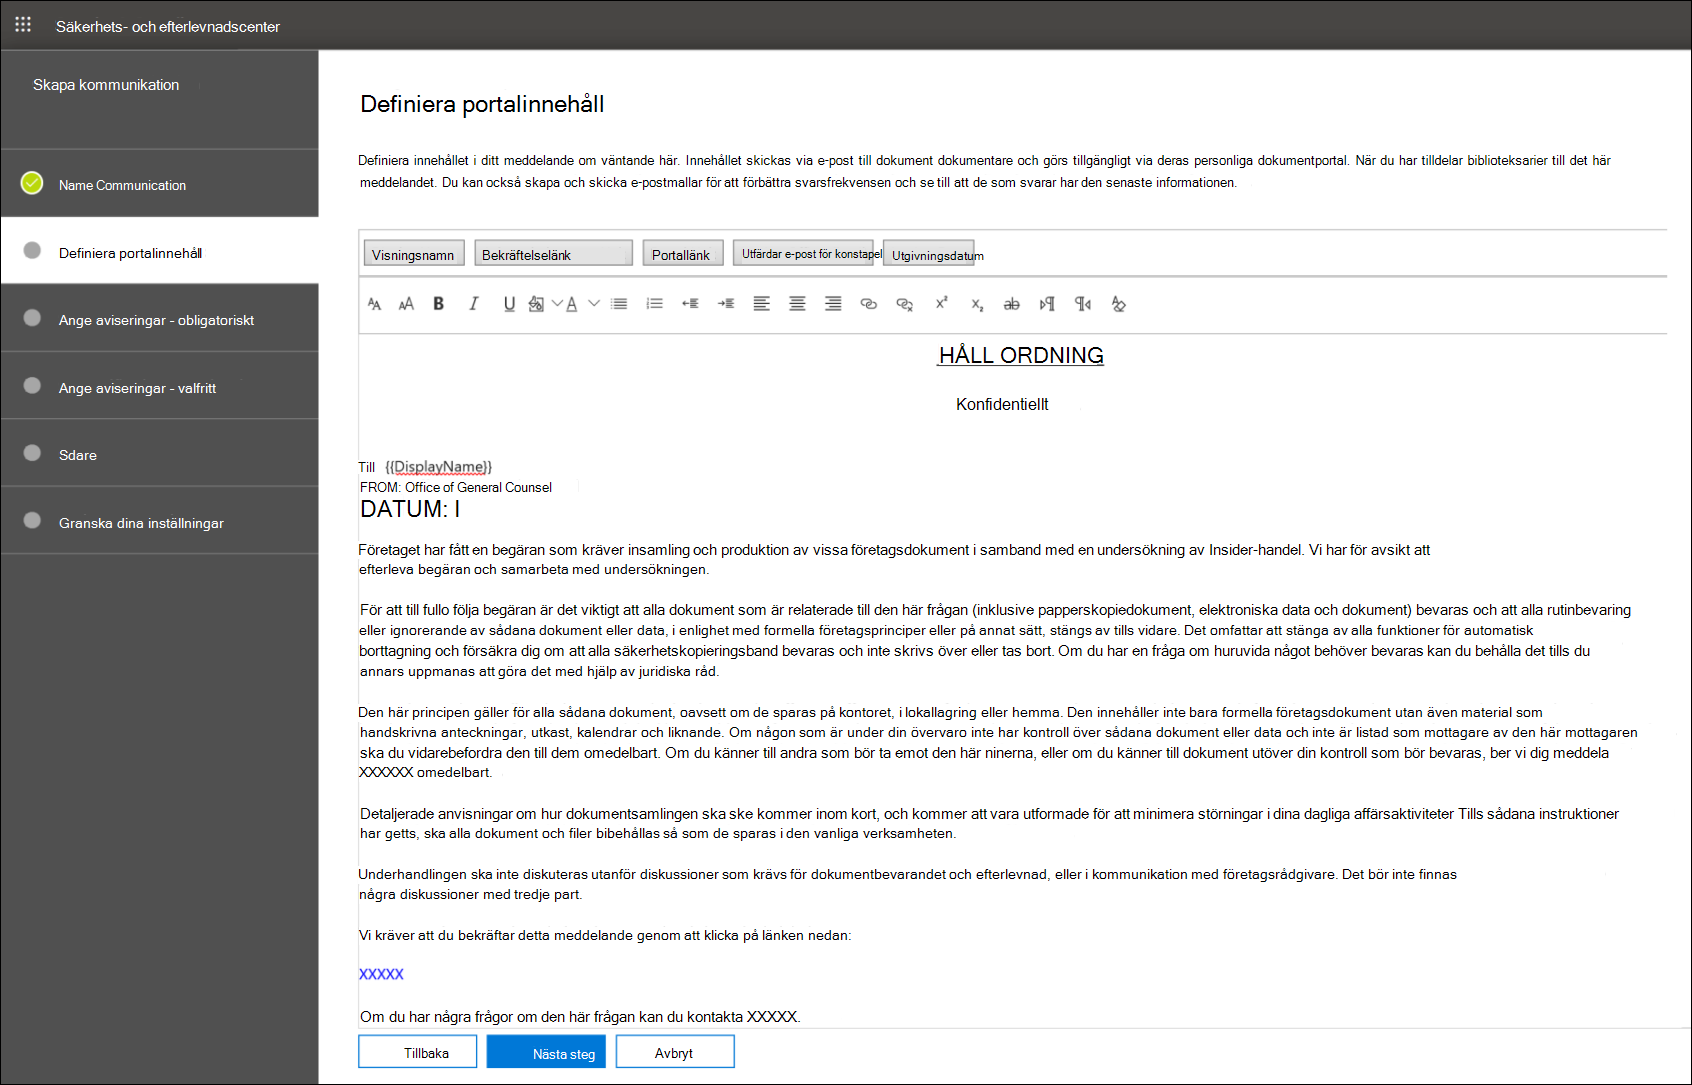 Säkerhets- och efterlevnadscenter
Skapa kommunikation
Name Communication
Definiera portalinnehåll
Ange aviseringar - obligatoriskt
Ange aviseringar - valfritt
Sdare
Granska dina inställningar
Definiera portalinnehåll
Definiera innehållet i ditt meddelande om väntande här. Innehållet skickas via e-post till dokument dokumentare och görs tillgängligt via deras personliga dokumentportal. När du har tilldelar biblioteksarier till det här
meddelandet. Du kan också skapa och skicka e-postmallar för att förbättra svarsfrekvensen och se till att de som svarar har den senaste informationen.
Visningsnamn Bekräftelselänk Portallänk Utfärdar e-post för konstapel Utgivningsdatum
HÅLL ORDNING
Konfidentiellt
Till {{DisplayName}}
FROM: Office of General Counsel
DATUM: I
Företaget har fått en begäran som kräver insamling och produktion av vissa företagsdokument i samband med en undersökning av Insider-handel. Vi har för avsikt att
efterleva begäran och samarbeta med undersökningen.
För att till fullo följa begäran är det viktigt att alla dokument som är relaterade till den här frågan (inklusive papperskopiedokument, elektroniska data och dokument) bevaras och att alla rutinbevaring
eller ignorerande av sådana dokument eller data, i enlighet med formella företagsprinciper eller på annat sätt, stängs av tills vidare. Det omfattar att stänga av alla funktioner för automatisk
borttagning och försäkra dig om att alla säkerhetskopieringsband bevaras och inte skrivs över eller tas bort. Om du har en fråga om huruvida något behöver bevaras kan du behålla det tills du
annars uppmanas att göra det med hjälp av juridiska råd.
Den här principen gäller för alla sådana dokument, oavsett om de sparas på kontoret, i lokallagring eller hemma. Den innehåller inte bara formella företagsdokument utan även material som
handskrivna anteckningar, utkast, kalendrar och liknande. Om någon som är under din övervaro inte har kontroll över sådana dokument eller data och inte är listad som mottagare av den här mottagaren
ska du vidarebefordra den till dem omedelbart. Om du känner till andra som bör ta emot den här ninerna, eller om du känner till dokument utöver din kontroll som bör bevaras, ber vi dig meddela
XXXXXX omedelbart.
Detaljerade anvisningar om hur dokumentsamlingen ska ske kommer inom kort, och kommer att vara utformade för att minimera störningar i dina dagliga affärsaktiviteter Tills sådana instruktioner
har getts, ska alla dokument och filer bibehållas så som de sparas i den vanliga verksamheten.
Underhandlingen ska inte diskuteras utanför diskussioner som krävs för dokumentbevarandet och efterlevnad, eller i kommunikation med företagsrådgivare. Det bör inte finnas
några diskussioner med tredje part.
Vi kräver att du bekräftar detta meddelande genom att klicka på länken nedan:
XXXXX
Om du har några frågor om den här frågan kan du kontakta XXXXX.
Tillbaka Nästa steg Avbryt